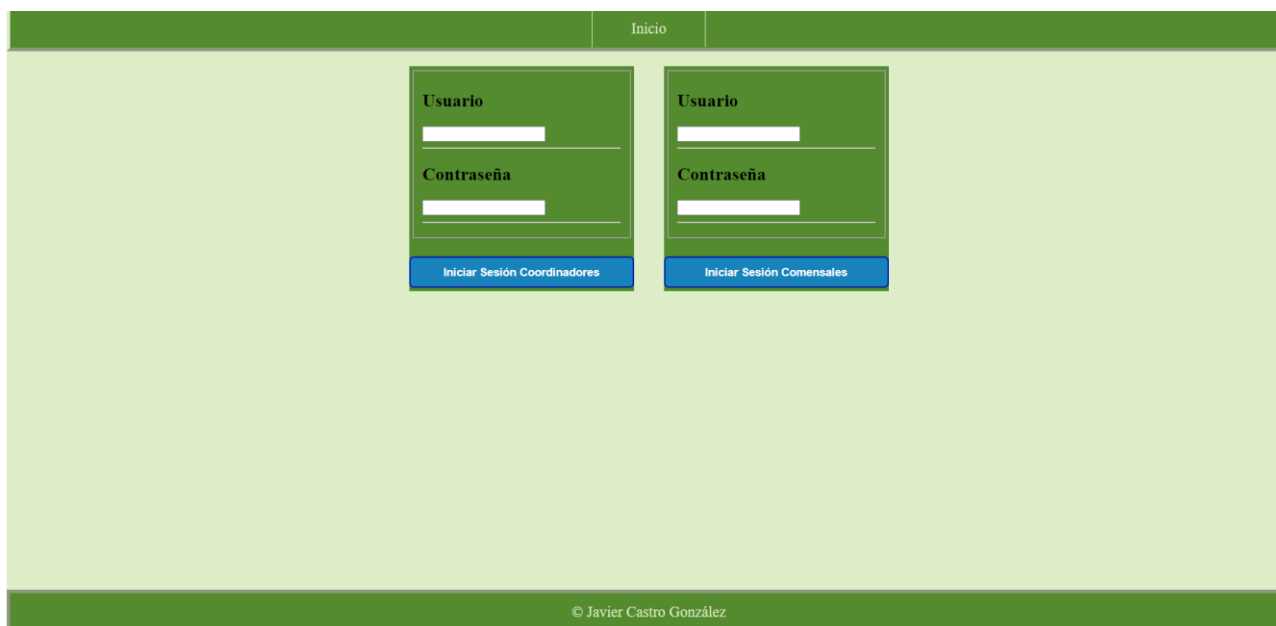 Inicio
Usuario
Contraseña
Iniciar Sesión Coordinadores
Usuario
Contraseña
Iniciar Sesión Comensales
© Javier Castro González